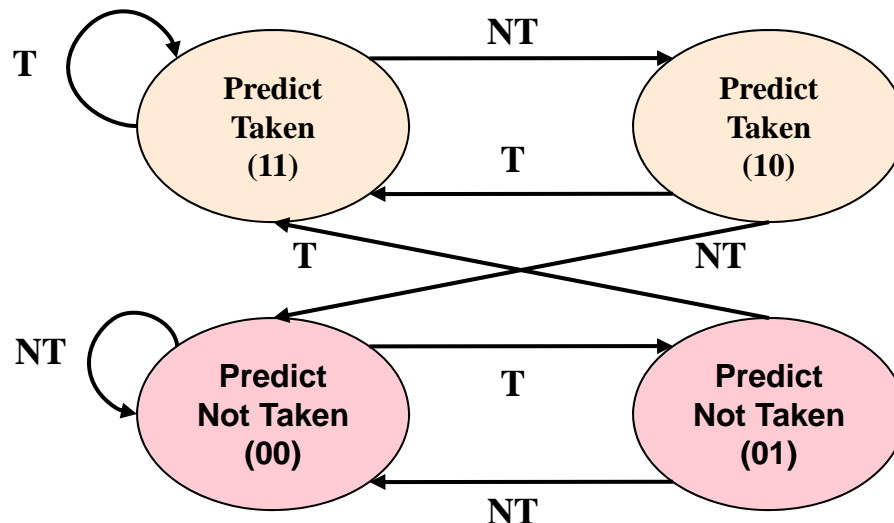 NT
T
Predict
Taken
(11)
Predict
Taken
(10)
T
T
NT
NT
Predict
Not Taken
(00)
T
Predict
Not Taken
(01)
NT